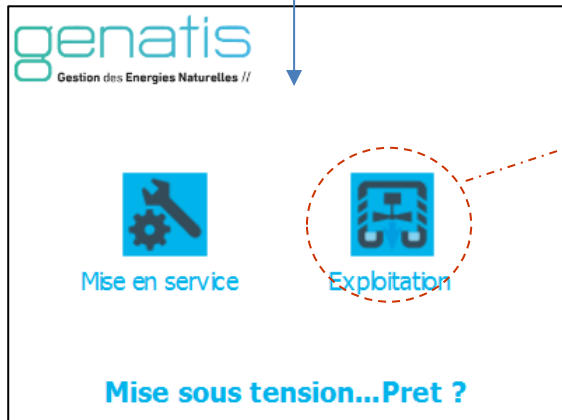 genatis
Gestion des Energies Naturelles //
Mise en service
Exploitation
Mise sous tension...Pret ?